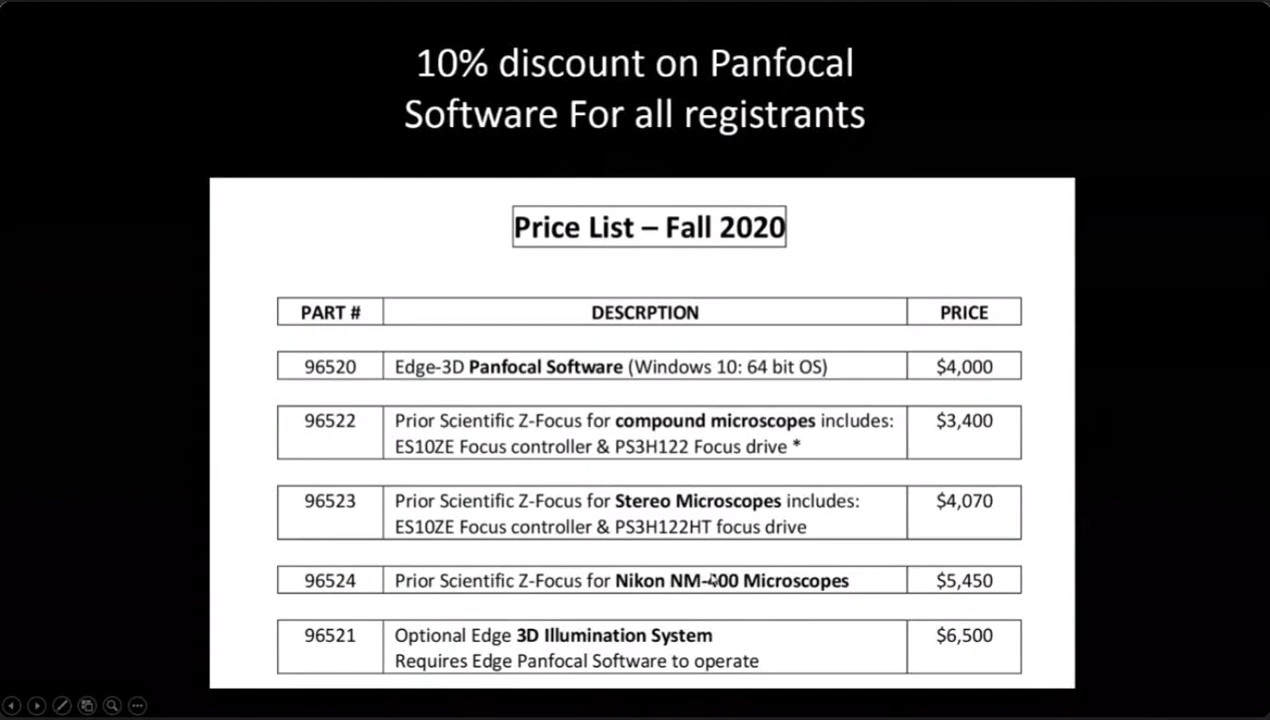 10% discount on Panfocal
Software For all registrants
Price List – Fall 2020
PART # DESCRPTION PRICE
96520 Edge-3D Panfocal Software (Windows 10: 64 bit OS) $4,000
96522 Prior Scientific Z-Focus for compound microscopes includes: $3,400
ES10ZE Focus controller & PS3H122 Focus drive *
96523 Prior Scientific Z-Focus for Stereo Microscopes includes: $4,070
ES10ZE Focus controller & PS3H122HT focus drive
96524 Prior Scientific Z-Focus for Nikon Microscopes $5,450
96521 Optional Edge 3D Illumination System $6,500
Requires Edge Panfocal Software to operate